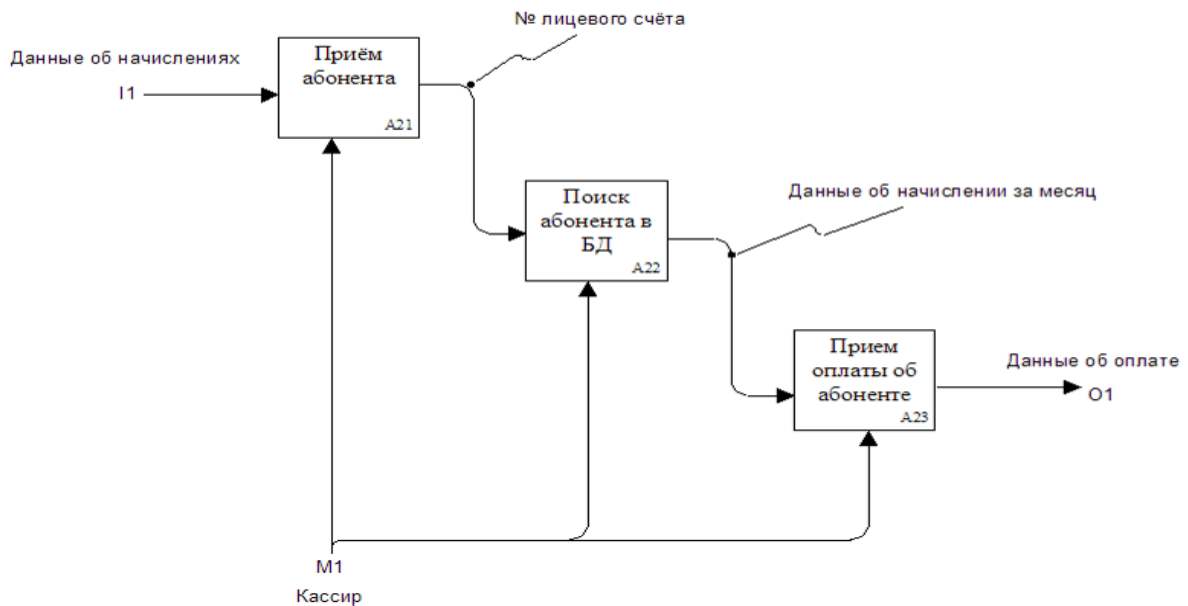 № лицевого счёта
Данные об начислениях
I1
Приём
абонента
A21
Данные об начислении за месяц
Поиск
абонента в
БД
A22
Прием
оплаты об
абоненте
A23
Данные об оплате
O1
M1
Кассир